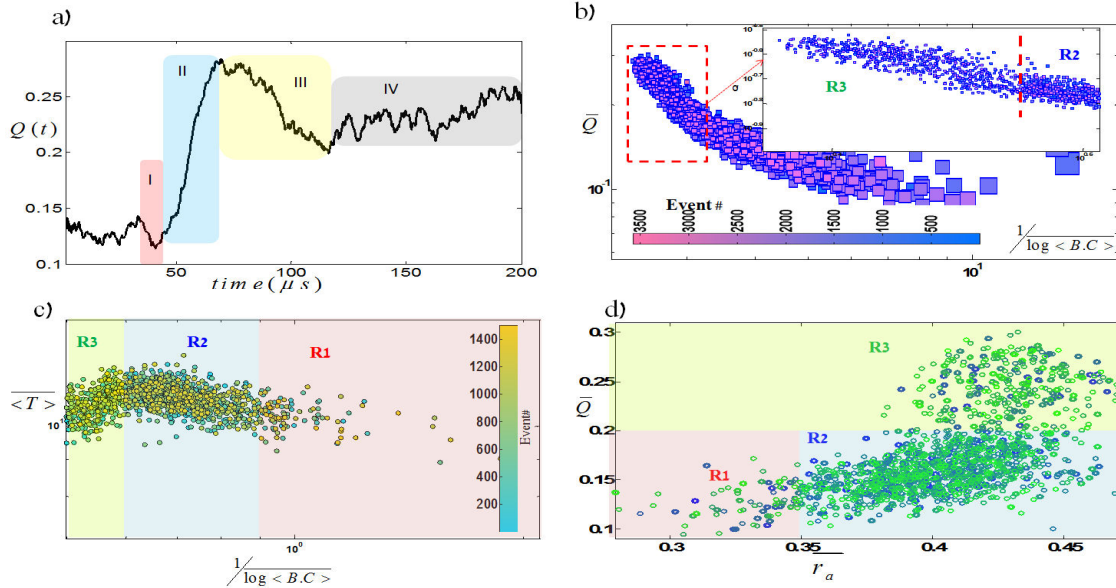 a)
I
II
III
IV
Q(t)
0.25
0.2
0.15
0.1
50
100
150
200
time(μs)
b)
Q̄
10⁻¹
R3
R2
Event #
3500
3000
2500
2000
1500
1000
500
10¹
1/log<B.C>
c)
R3
R2
R1
<T>
10
1400
1200
1000
800
600
400
200
Event#
10⁰
1/log<B.C>
d)
Q̄
0.3
0.25
0.2
0.15
0.1
R3
R2
R1
0.3
0.35
0.4
0.45
r_a